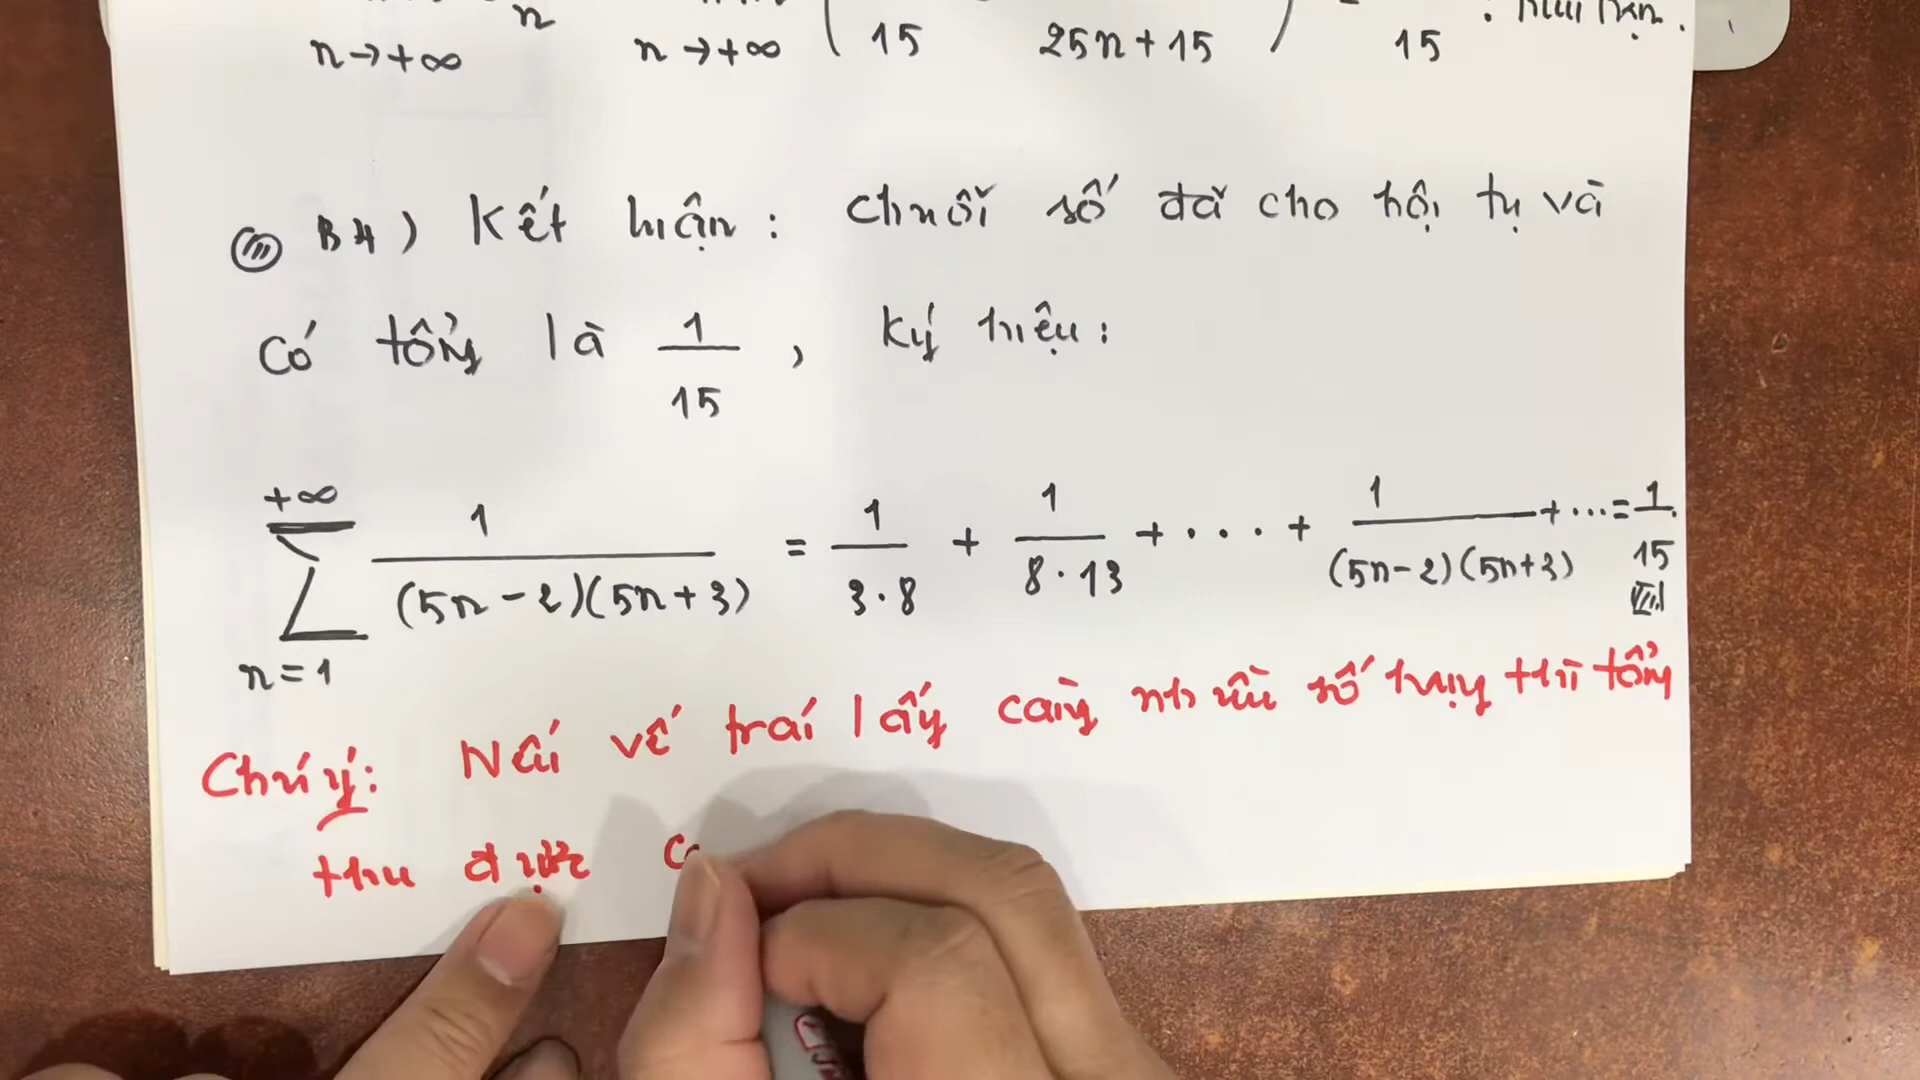 n
n→+∞ n→+∞ ( 15 25n+15 ) 15
B4) Kết luận: chuỗi số đã cho hội tụ và
có tổng là 1/15, ký hiệu:
+∞ ∑ n=1 1/((5n-2)(5n+3)) = 1/(3·8) + 1/(8·13) + ··· + 1/((5n-2)(5n+3)) + ... = 1/15.
Chú ý: Nếu vế trái lấy càng nhiều số hạng thì tổng
thu được